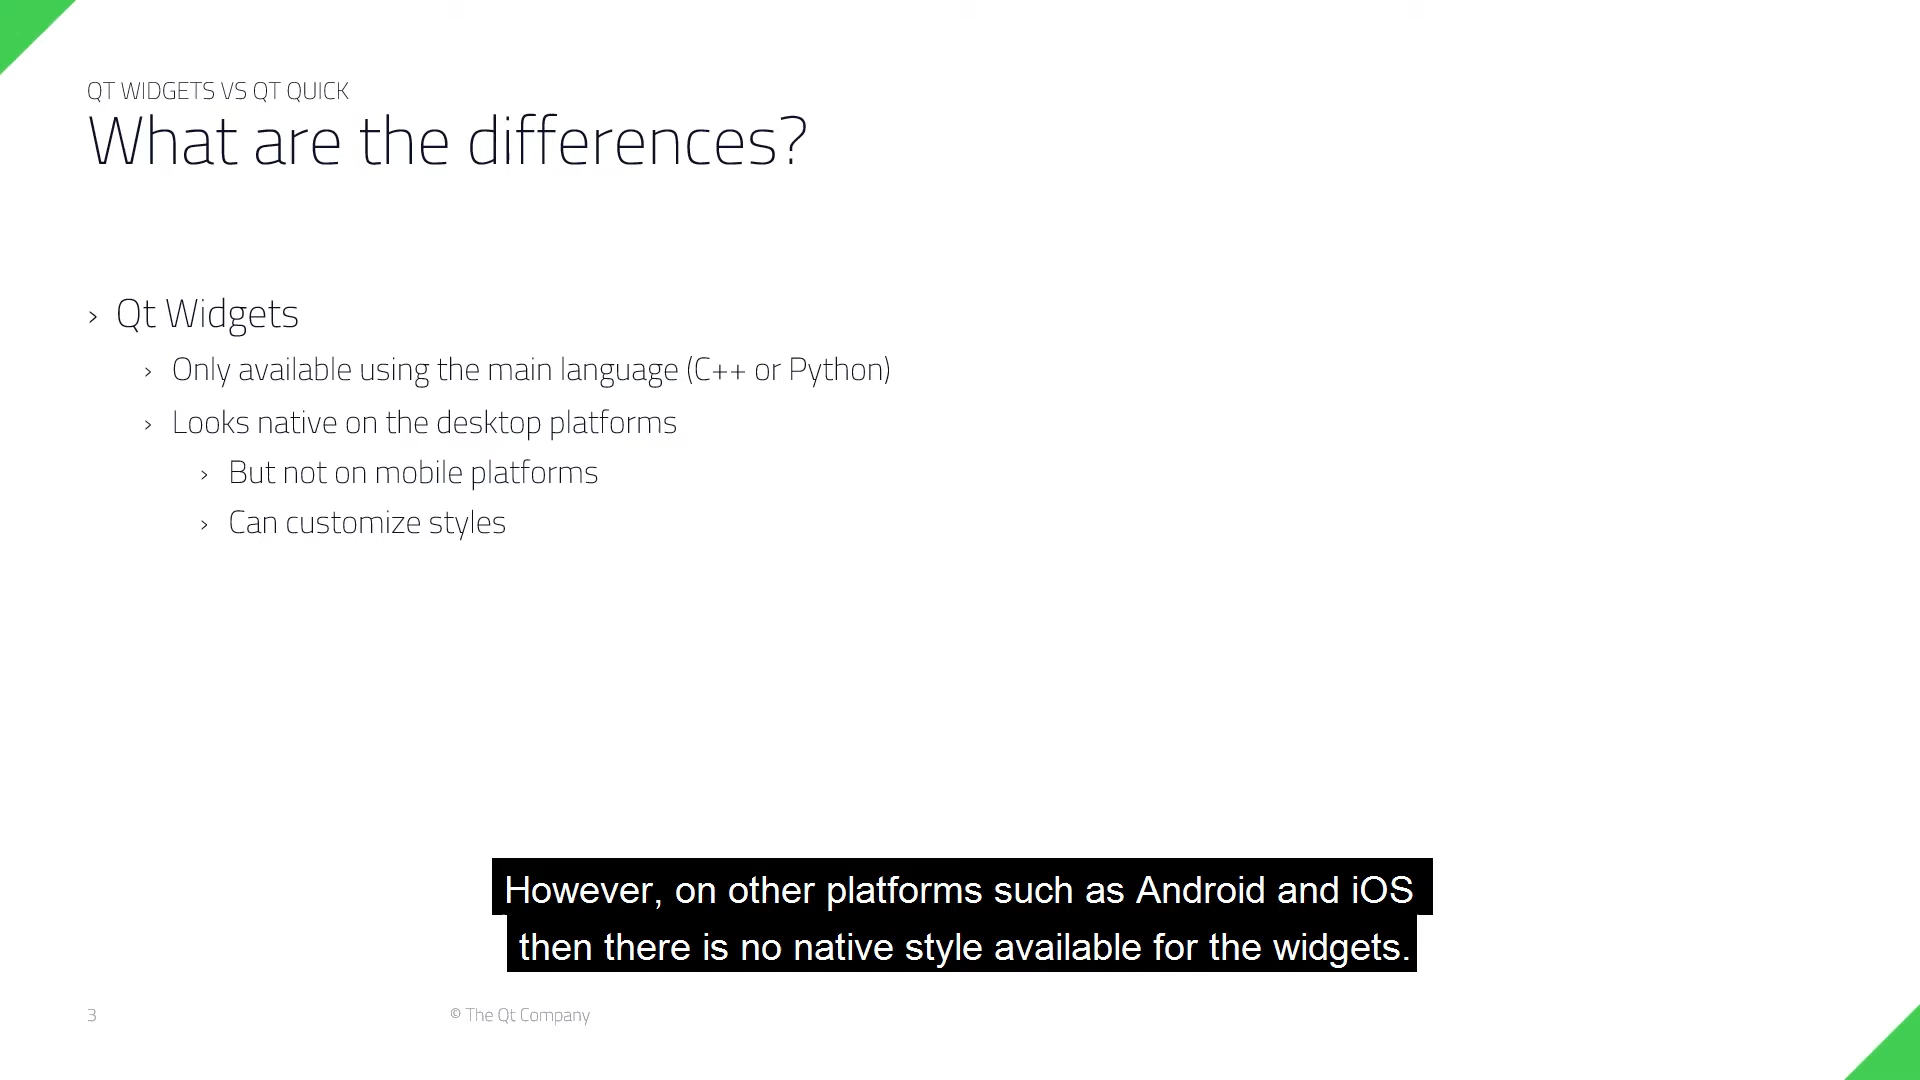 QT WIDGETS VS QT QUICK
What are the differences?
› Qt Widgets
› Only available using the main language (C++ or Python)
› Looks native on the desktop platforms
› But not on mobile platforms
› Can customize styles
However, on other platforms such as Android and iOS
then there is no native style available for the widgets.
3
© The Qt Company